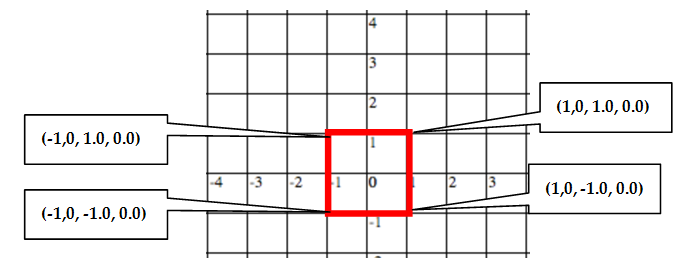 4
3
2
(1,0, 1.0, 0.0)
(-1,0, 1.0, 0.0)
1
-4 -3 -2 -1 0 1 2 3
(1,0, -1.0, 0.0)
(-1,0, -1.0, 0.0)
-1